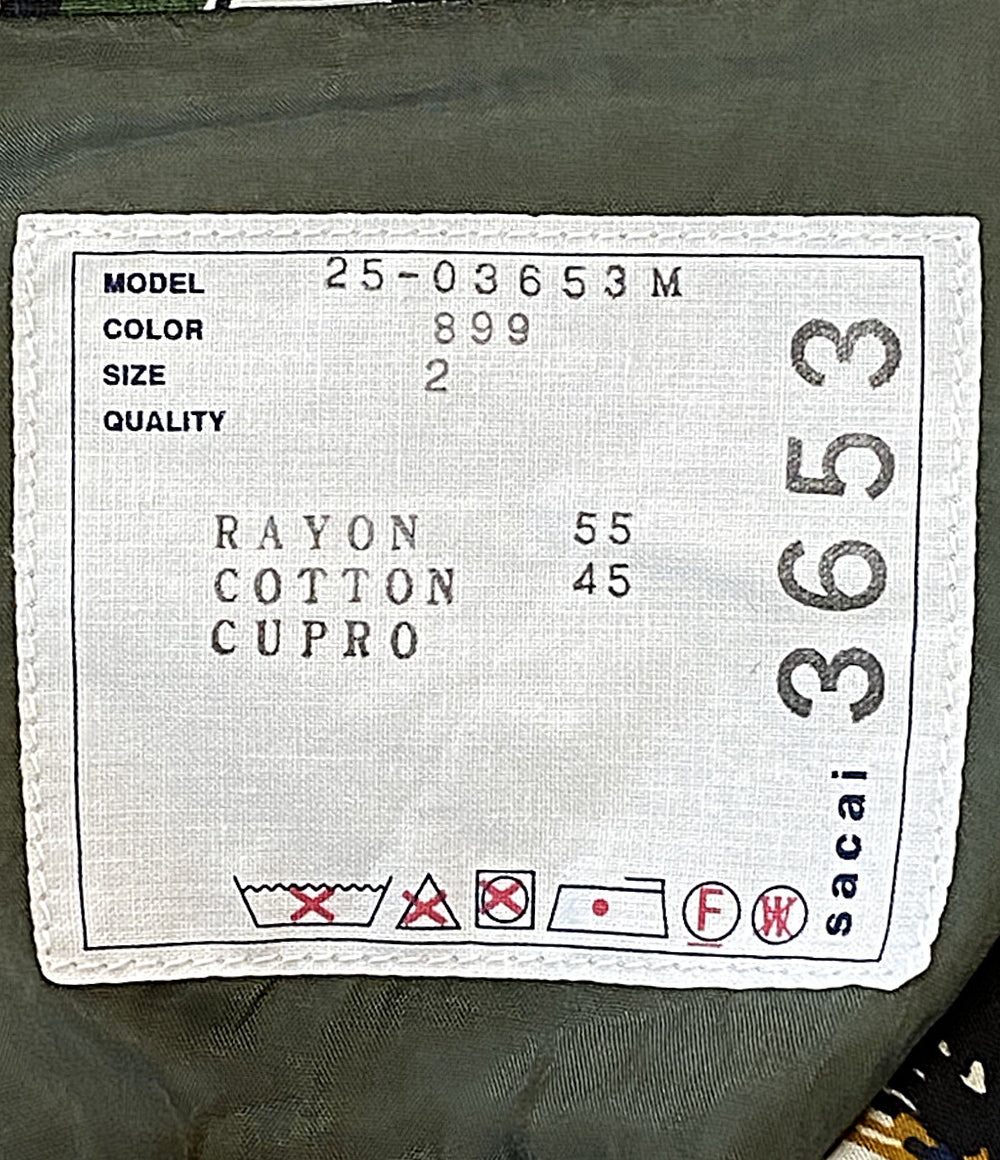 MODEL 25-03653M
COLOR 899
SIZE 2
QUALITY
RAYON 55
COTTON 45
CUPRO
F
W
sacai 3653